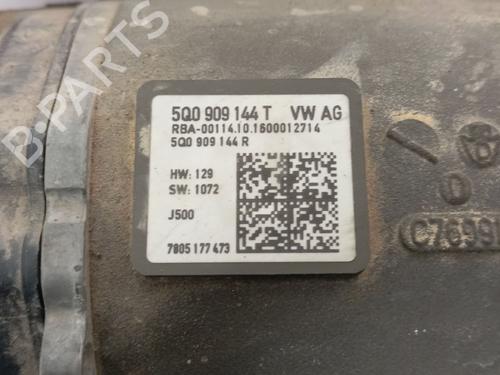 B-PARTS
5Q0 909 144 T VW AG
RBA-00114.10.1600012714
5Q0 909 144 R
HW: 129
SW: 1072
J500
7805 177 473